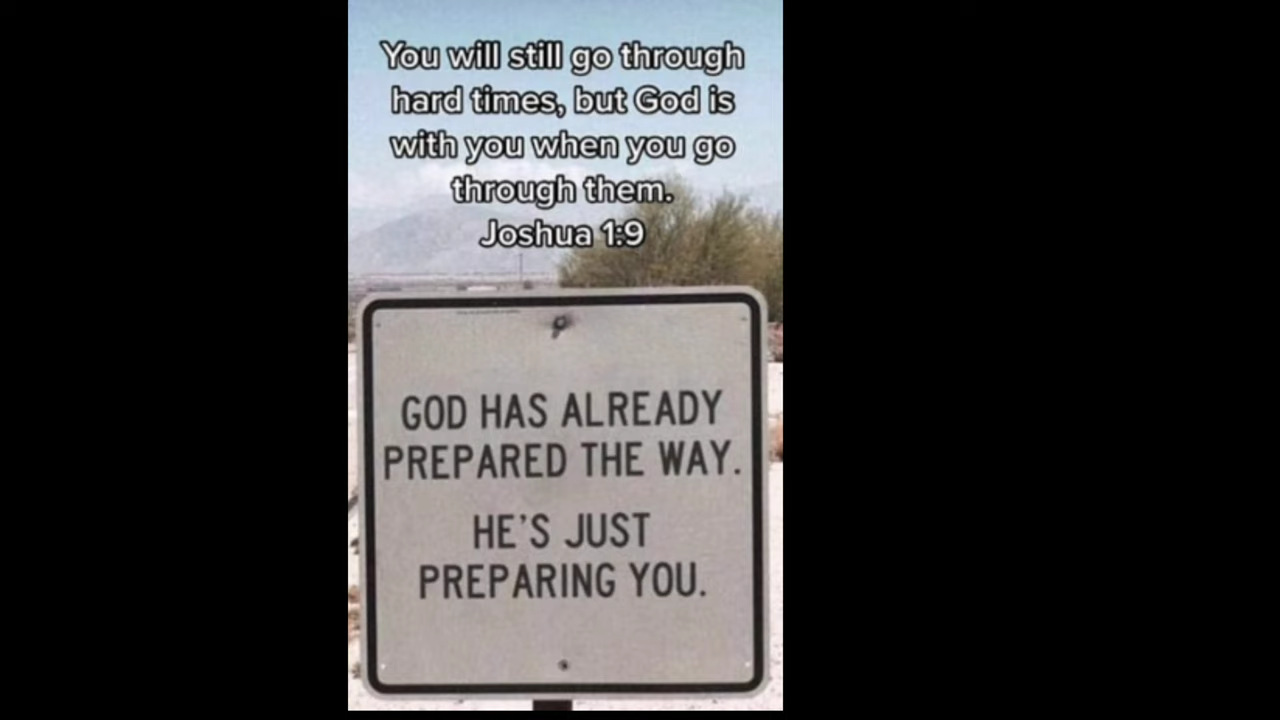 You will still go through
hard times, but God is
with you when you go
through them.
Joshua 1:9
GOD HAS ALREADY
PREPARED THE WAY.
HE'S JUST
PREPARING YOU.